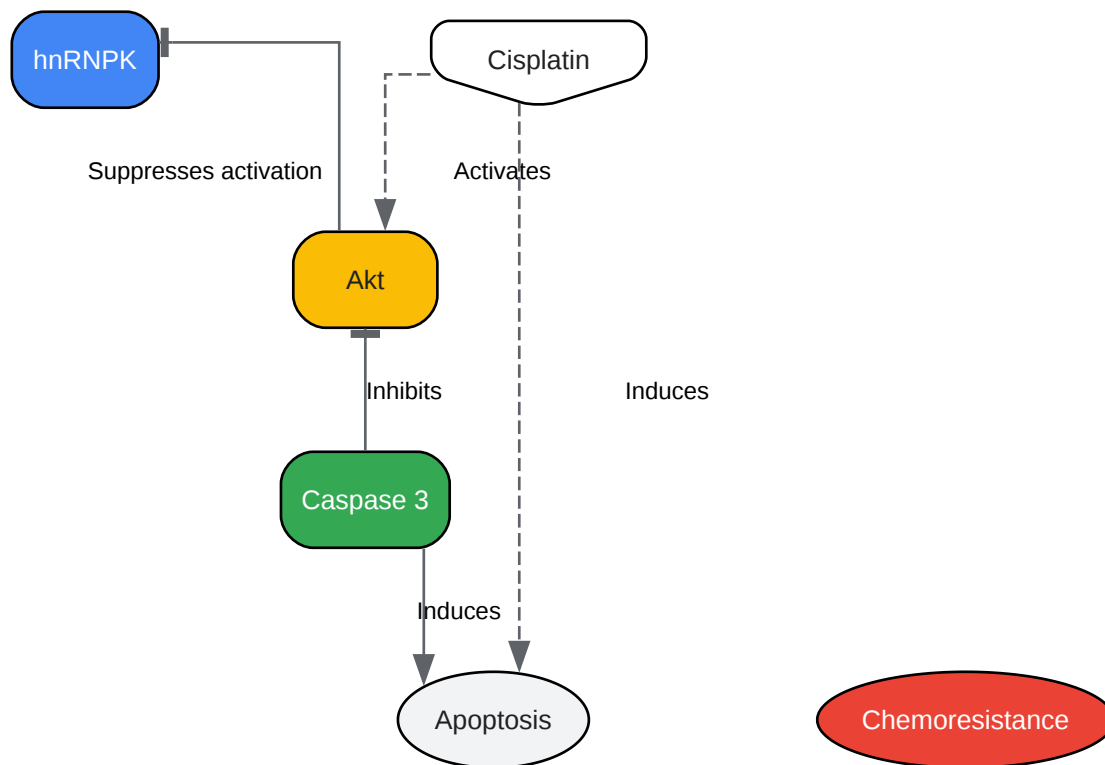 hnRNPK
Cisplatin
Suppresses activation
Activates
Akt
Inhibits
Induces
Caspase 3
Induces
Apoptosis
Chemoresistance